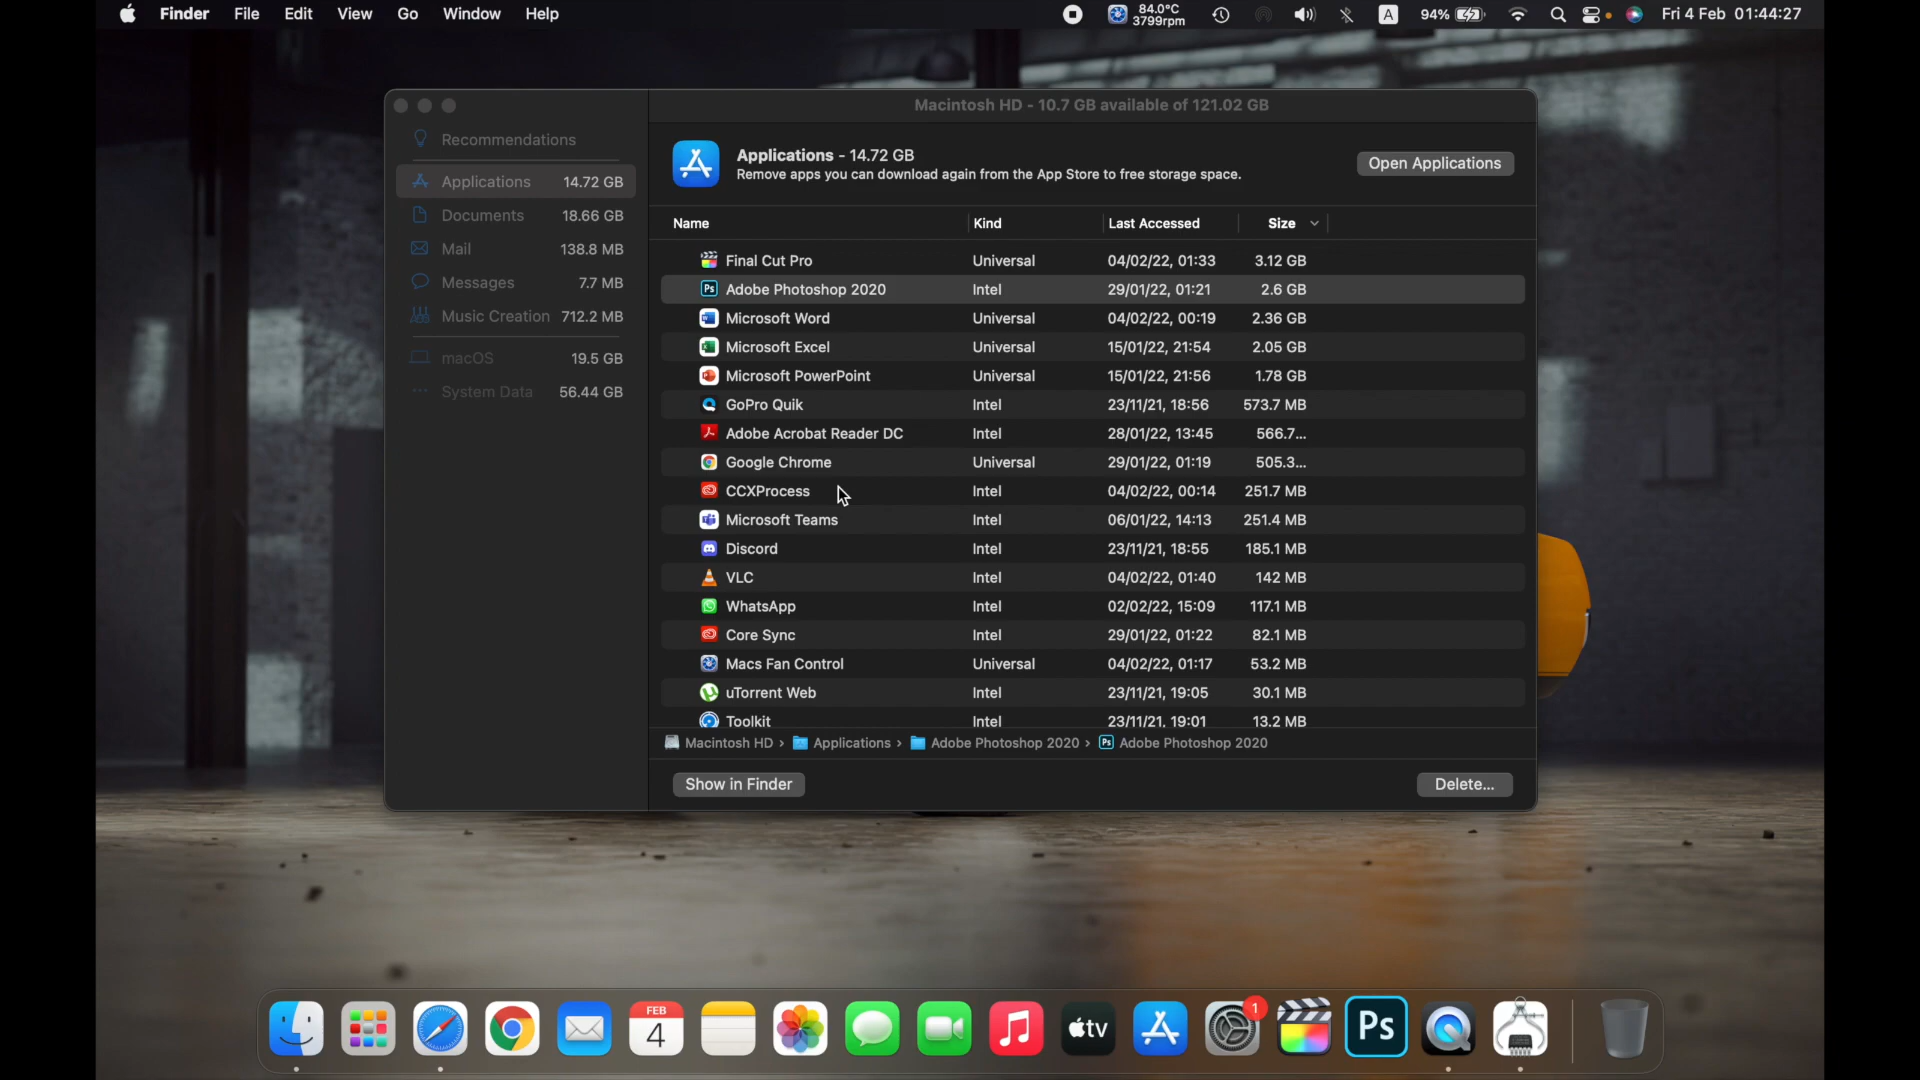 Finder File Edit View Go Window Help 84.0°C 3799rpm A 94% Fri 4 Feb 01:44:27
Macintosh HD - 10.7 GB available of 121.02 GB
Recommendations
Applications 14.72 GB
Documents 18.66 GB
Mail 138.8 MB
Messages 7.7 MB
Music Creation 712.2 MB
macOS 19.5 GB
System Data 56.44 GB
Applications - 14.72 GB
Remove apps you can download again from the App Store to free storage space.
Open Applications
Name Kind Last Accessed Size
Final Cut Pro Universal 04/02/22, 01:33 3.12 GB
Ps Adobe Photoshop 2020 Intel 29/01/22, 01:21 2.6 GB
Microsoft Word Universal 04/02/22, 00:19 2.36 GB
Microsoft Excel Universal 15/01/22, 21:54 2.05 GB
Microsoft PowerPoint Universal 15/01/22, 21:56 1.78 GB
GoPro Quik Intel 23/11/21, 18:56 573.7 MB
Adobe Acrobat Reader DC Intel 28/01/22, 13:45 566.7...
Google Chrome Universal 29/01/22, 01:19 505.3...
CCXProcess Intel 04/02/22, 00:14 251.7 MB
Microsoft Teams Intel 06/01/22, 14:13 251.4 MB
Discord Intel 23/11/21, 18:55 185.1 MB
VLC Intel 04/02/22, 01:40 142 MB
WhatsApp Intel 02/02/22, 15:09 117.1 MB
Core Sync Intel 29/01/22, 01:22 82.1 MB
Macs Fan Control Universal 04/02/22, 01:17 53.2 MB
uTorrent Web Intel 23/11/21, 19:05 30.1 MB
Toolkit Intel 23/11/21, 19:01 13.2 MB
Macintosh HD › Applications › Adobe Photoshop 2020 › Ps Adobe Photoshop 2020
Show in Finder Delete...
FEB
4
tv
1
Ps